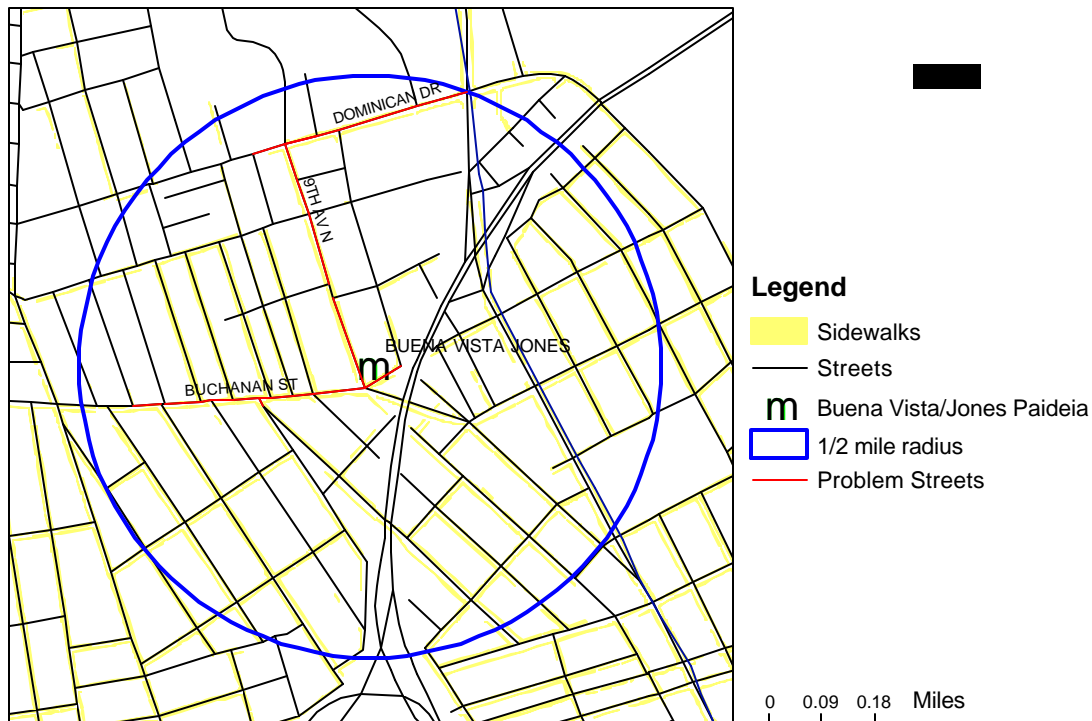 DOMINICAN DR
9TH AV N
BUENA VISTA JONES
m
BUCHANAN ST
Legend
Sidewalks
Streets
m Buena Vista/Jones Paideia
1/2 mile radius
Problem Streets
0 0.09 0.18 Miles